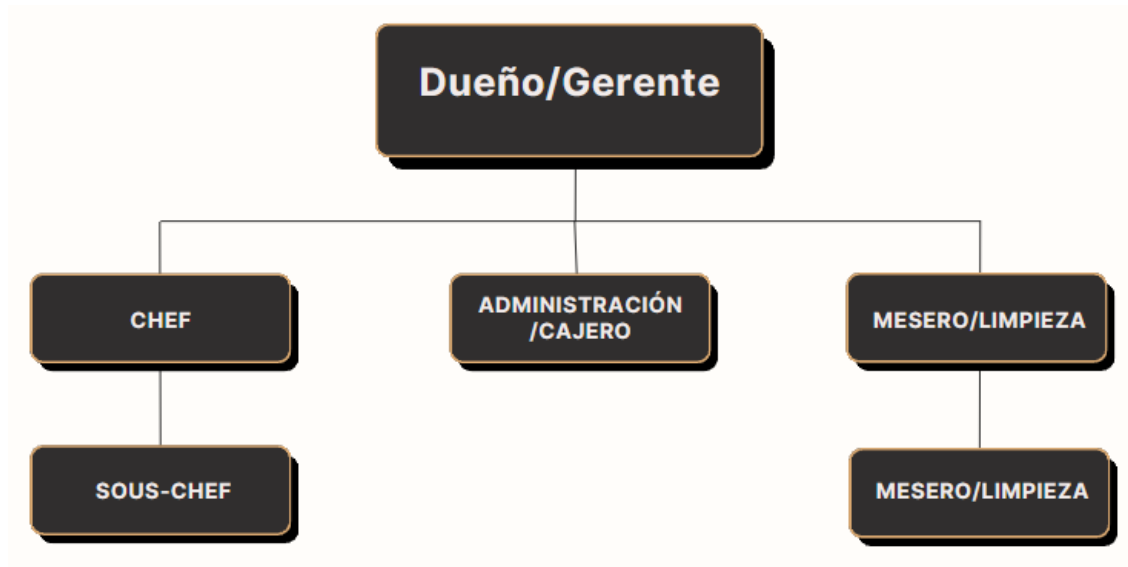 Dueño/Gerente
CHEF
ADMINISTRACIÓN
/CAJERO
MESERO/LIMPIEZA
SOUS-CHEF
MESERO/LIMPIEZA